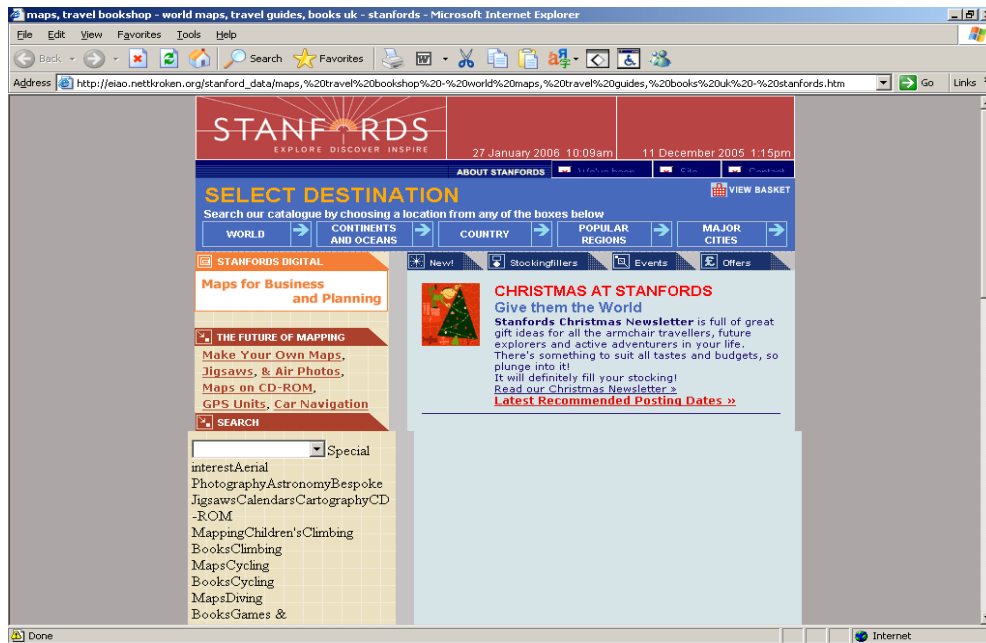 maps, travel bookshop - world maps, travel guides, books uk - stanfords - Microsoft Internet Explorer
File Edit View Favorites Tools Help
Back Search Favorites
Address http://eiao.nettkroken.org/stanford_data/maps,%20travel%20bookshop%20-%20world%20maps,%20travel%20guides,%20books%20uk%20-%20stanfords.htm Go Links
STANFORDS
EXPLORE DISCOVER INSPIRE
27 January 2006 10:09am 11 December 2005 1:15pm
ABOUT STANFORDS
SELECT DESTINATION
VIEW BASKET
Search our catalogue by choosing a location from any of the boxes below
WORLD
CONTINENTS
AND OCEANS
COUNTRY
POPULAR
REGIONS
MAJOR
CITIES
STANFORDS DIGITAL
New! Stockingfillers Events £ Offers
Maps for Business
and Planning
THE FUTURE OF MAPPING
Make Your Own Maps,
Jigsaws, & Air Photos,
Maps on CD-ROM,
GPS Units, Car Navigation
SEARCH
CHRISTMAS AT STANFORDS
Give them the World
Stanfords Christmas Newsletter is full of great
gift ideas for all the armchair travellers, future
explorers and active adventurers in your life.
There's something to suit all tastes and budgets, so
plunge into it!
It will definitely fill your stocking!
Read our Christmas Newsletter »
Latest Recommended Posting Dates »
Special
interestAerial
PhotographyAstronomyBespoke
JigsawsCalendarsCartographyCD
-ROM
MappingChildren'sClimbing
BooksClimbing
MapsCycling
BooksCycling
MapsDiving
BooksGames &
Done Internet